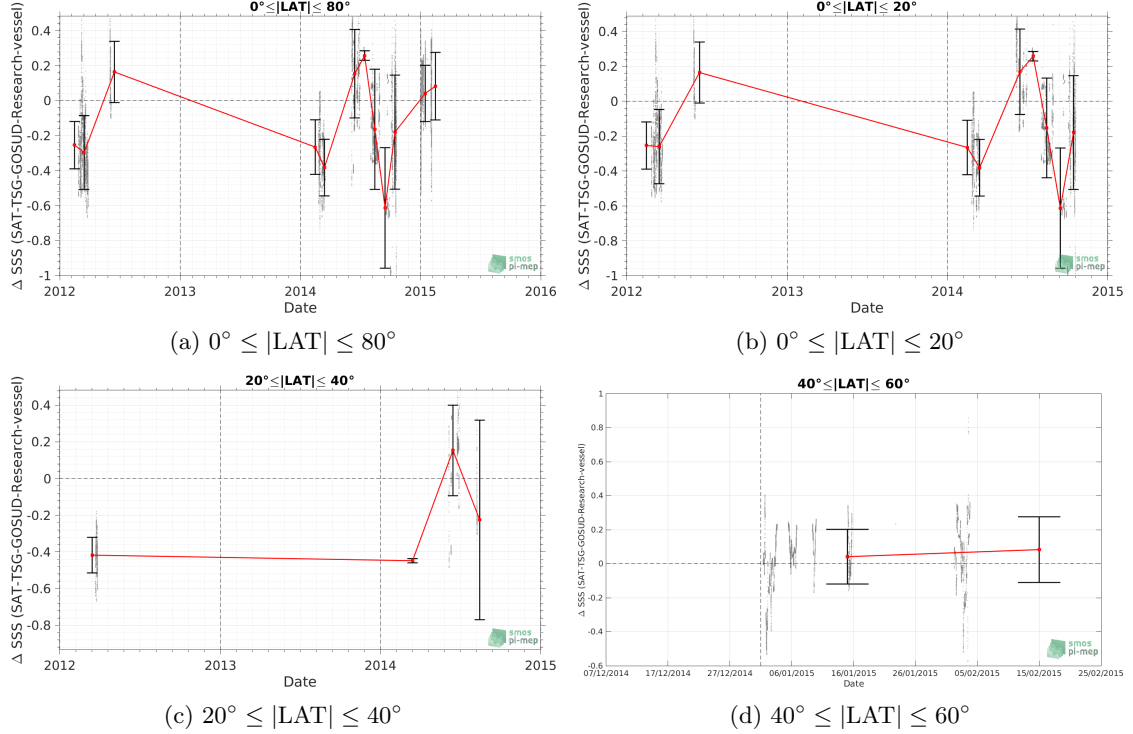 0°≤|LAT|≤ 80°
Δ SSS (SAT-TSG-GOSUD-Research-vessel)
0.4
0.2
0
-0.2
-0.4
-0.6
-0.8
-1
2012
2013
2014
2015
2016
Date
smos
pi-mep
(a) 0° ≤ |LAT| ≤ 80°
0°≤|LAT|≤ 20°
Δ SSS (SAT-TSG-GOSUD-Research-vessel)
0.4
0.2
0
-0.2
-0.4
-0.6
-0.8
-1
2012
2013
2014
2015
Date
smos
pi-mep
(b) 0° ≤ |LAT| ≤ 20°
20°≤|LAT|≤ 40°
Δ SSS (SAT-TSG-GOSUD-Research-vessel)
0.4
0.2
0
-0.2
-0.4
-0.6
-0.8
2012
2013
2014
2015
Date
smos
pi-mep
(c) 20° ≤ |LAT| ≤ 40°
40°≤|LAT|≤ 60°
Δ SSS (SAT-TSG-GOSUD-Research-vessel)
1
0.8
0.6
0.4
0.2
0
-0.2
-0.4
-0.6
07/12/2014
17/12/2014
27/12/2014
06/01/2015
16/01/2015
26/01/2015
05/02/2015
15/02/2015
25/02/2015
Date
smos
pi-mep
(d) 40° ≤ |LAT| ≤ 60°